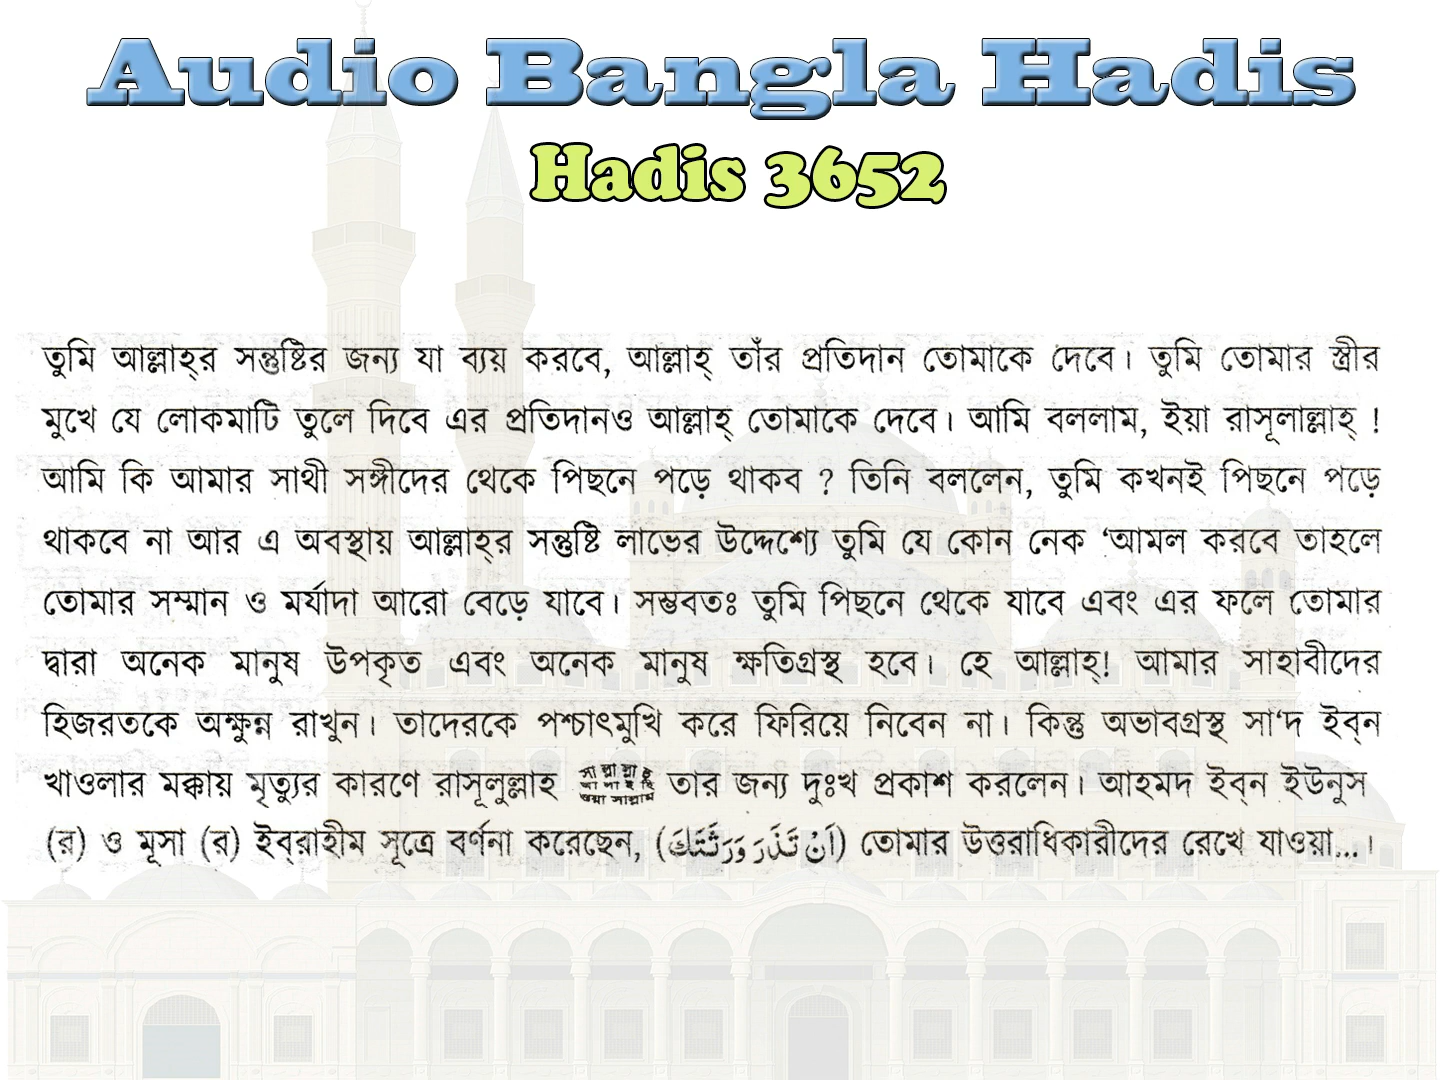 Audio Bangla Hadis
Hadis 3652
তুমি আল্লাহ্‌র সন্তুষ্টির জন্য যা ব্যয় করবে, আল্লাহ্ তাঁর প্রতিদান তোমাকে দেবে। তুমি তোমার স্ত্রীর
মুখে যে লোকমাটি তুলে দিবে এর প্রতিদানও আল্লাহ্ তোমাকে দেবে। আমি বললাম, ইয়া রাসূলাল্লাহ্ !
আমি কি আমার সাথী সঙ্গীদের থেকে পিছনে পড়ে থাকব ? তিনি বললেন, তুমি কখনই পিছনে পড়ে
থাকবে না আর এ অবস্থায় আল্লাহ্‌র সন্তুষ্টি লাভের উদ্দেশ্যে তুমি যে কোন নেক ‘আমল করবে তাহলে
তোমার সম্মান ও মর্যাদা আরো বেড়ে যাবে। সম্ভবতঃ তুমি পিছনে থেকে যাবে এবং এর ফলে তোমার
দ্বারা অনেক মানুষ উপকৃত এবং অনেক মানুষ ক্ষতিগ্রস্থ হবে। হে আল্লাহ্! আমার সাহাবীদের
হিজরতকে অক্ষুন্ন রাখুন। তাদেরকে পশ্চাৎমুখি করে ফিরিয়ে নিবেন না। কিন্তু অভাবগ্রস্থ সা‘দ ইব্‌ন
খাওলার মক্কায় মৃত্যুর কারণে রাসূলুল্লাহ সাল্লাল্লাহু আলাইহি ওয়া সাল্লাম তার জন্য দুঃখ প্রকাশ করলেন। আহমদ ইব্‌ন ইউনুস
(র) ও মূসা (র) ইব্‌রাহীম সূত্রে বর্ণনা করেছেন, (اَنْ تَذَرَ وَرَثَتَكَ) তোমার উত্তরাধিকারীদের রেখে যাওয়া...।